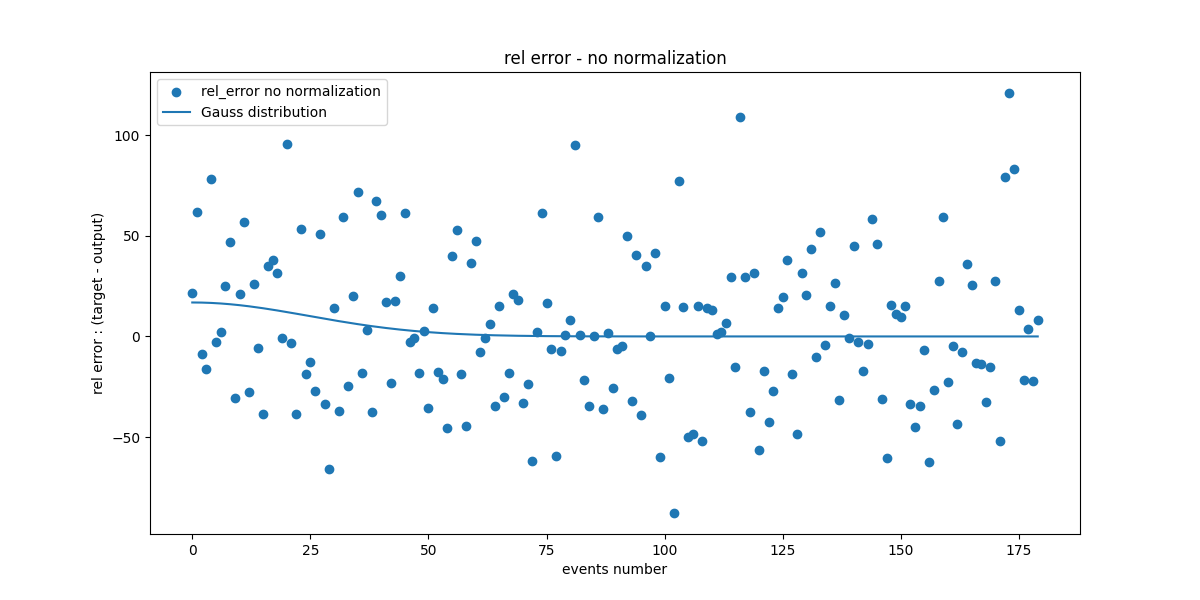 rel error - no normalization
rel_error no normalization
Gauss distribution
rel error : (target - output)
100
50
0
−50
0 25 50 75 100 125 150 175
events number